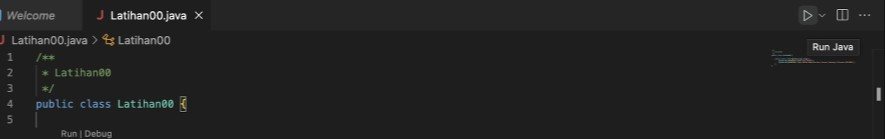 Welcome
J Latihan00.java ×
J Latihan00.java > Latihan00
Run Java
1 /**
2 * Latihan00
3 */
4 public class Latihan00 {
5
Run | Debug